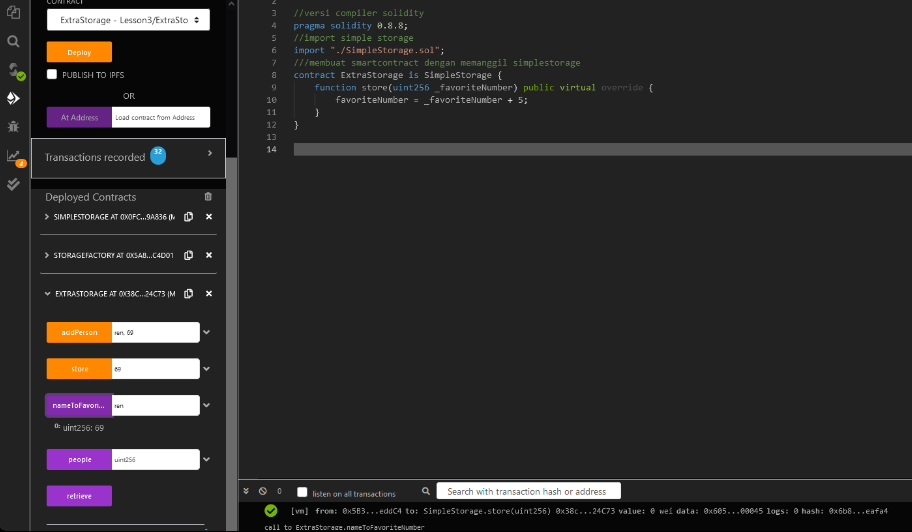 CONTRACT
ExtraStorage - Lesson3/ExtraSto
Deploy
PUBLISH TO IPFS
OR
At Address
Load contract from Address
Transactions recorded 32
4
Deployed Contracts
SIMPLESTORAGE AT 0X0FC...9A836 (M
STORAGEFACTORY AT 0X5AB...C4D01
EXTRASTORAGE AT 0X38C...24C73 (M
addPerson
ren, 69
store
69
nameToFavori...
ren
0: uint256: 69
people
uint256
retrieve
2
3 //versi compiler solidity
4 pragma solidity 0.8.8;
5 //import simple storage
6 import "./SimpleStorage.sol";
7 ///membuat smartcontract dengan memanggil simplestorage
8 contract ExtraStorage is SimpleStorage {
9 function store(uint256 _favoriteNumber) public virtual override {
10 favoriteNumber = _favoriteNumber + 5;
11 }
12 }
13
14
0
listen on all transactions
Search with transaction hash or address
[vm] from: 0x5B3...eddC4 to: SimpleStorage.store(uint256) 0x38c...24C73 value: 0 wei data: 0x605...00045 logs: 0 hash: 0x6b8...eafa4
call to ExtraStorage.nameToFavoriteNumber